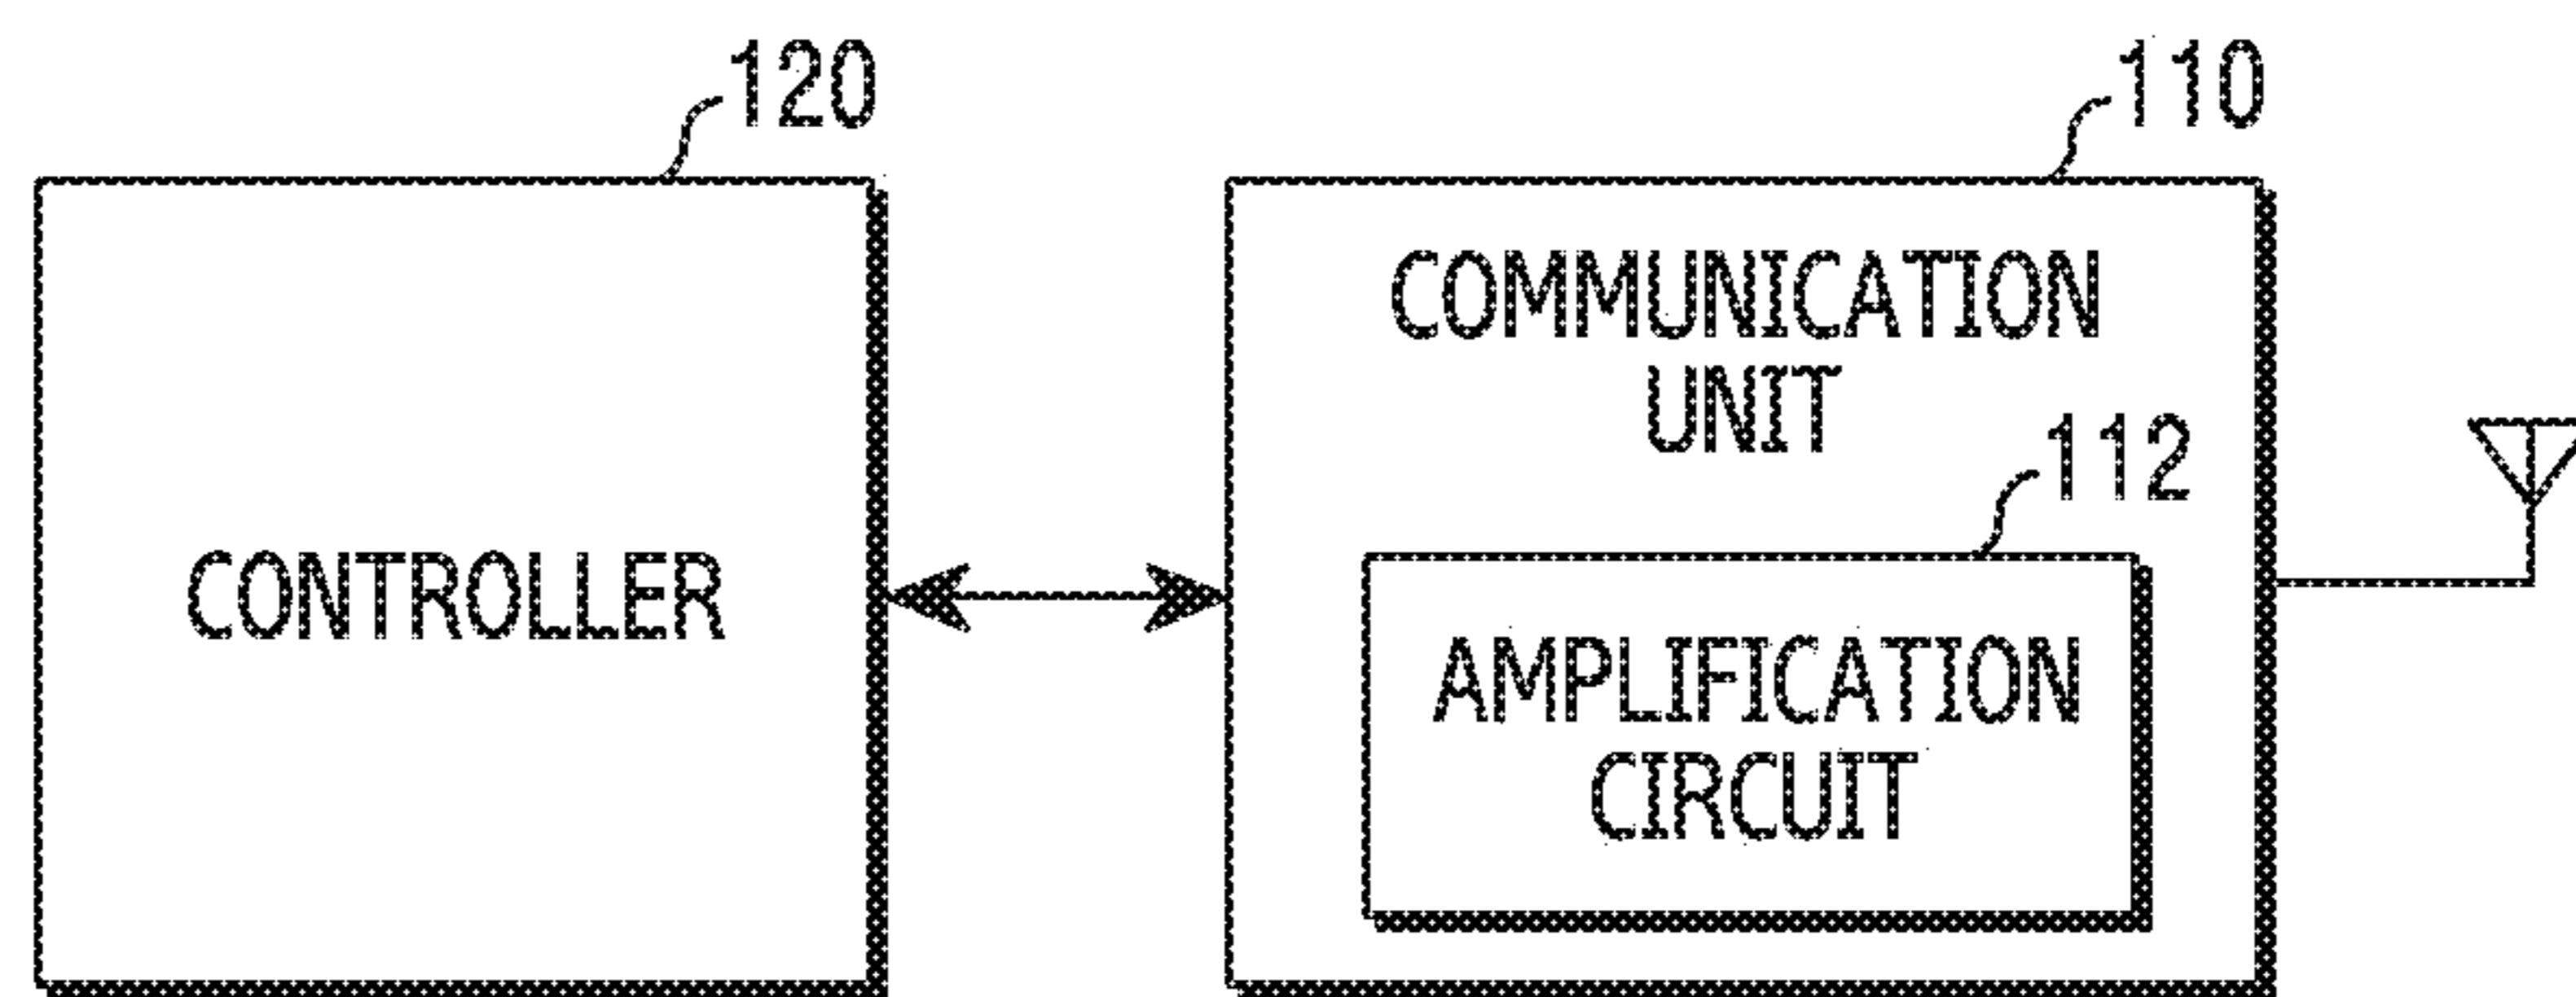 120
110
COMMUNICATION
UNIT
112
CONTROLLER
AMPLIFICATION
CIRCUIT